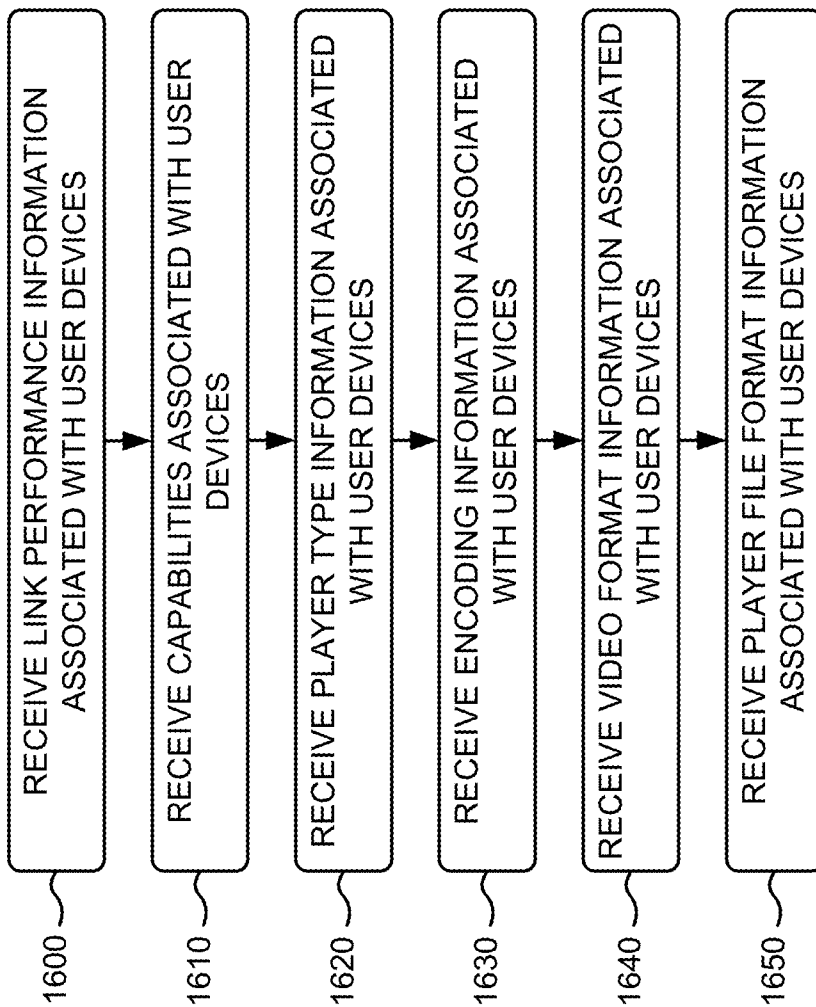 1600
RECEIVE LINK PERFORMANCE INFORMATION
ASSOCIATED WITH USER DEVICES
1610
RECEIVE CAPABILITIES ASSOCIATED WITH USER
DEVICES
1620
RECEIVE PLAYER TYPE INFORMATION ASSOCIATED
WITH USER DEVICES
1630
RECEIVE ENCODING INFORMATION ASSOCIATED
WITH USER DEVICES
1640
RECEIVE VIDEO FORMAT INFORMATION ASSOCIATED
WITH USER DEVICES
1650
RECEIVE PLAYER FILE FORMAT INFORMATION
ASSOCIATED WITH USER DEVICES